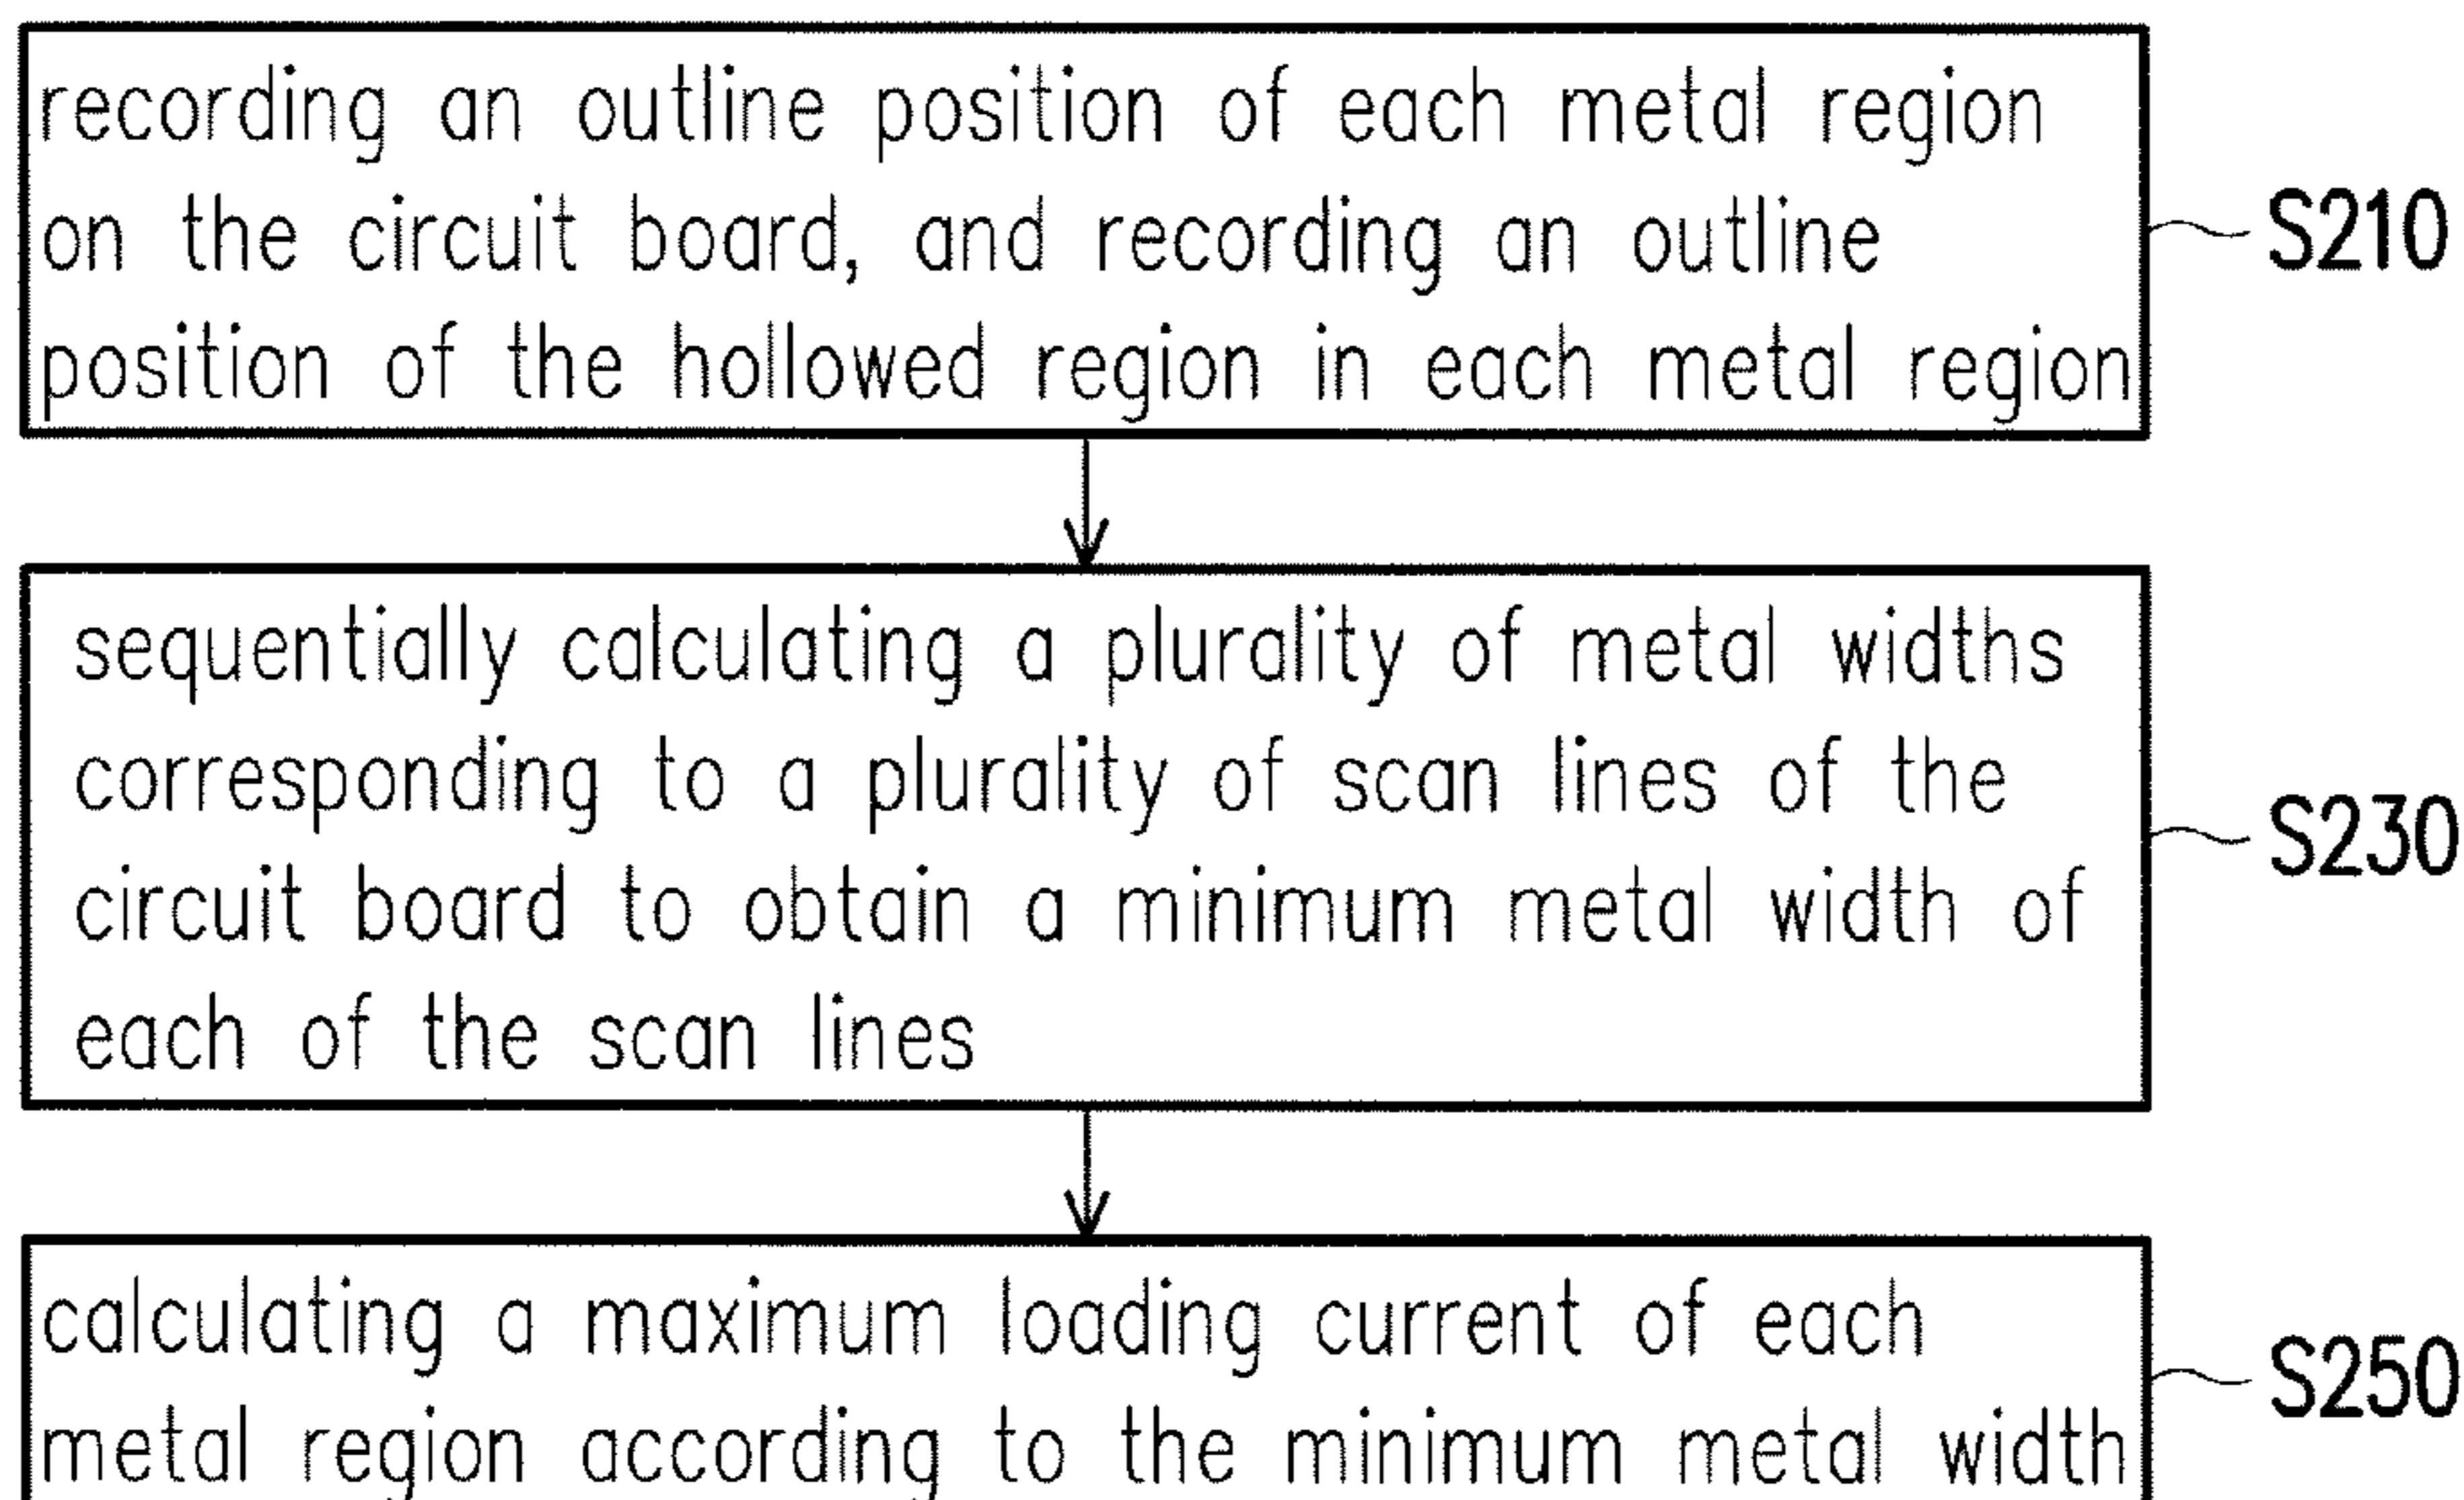 recording an outline position of each metal region
on the circuit board, and recording an outline
position of the hollowed region in each metal region
S210
sequentially calculating a plurality of metal widths
corresponding to a plurality of scan lines of the
circuit board to obtain a minimum metal width of
each of the scan lines
S230
calculating a maximum loading current of each
metal region according to the minimum metal width
S250